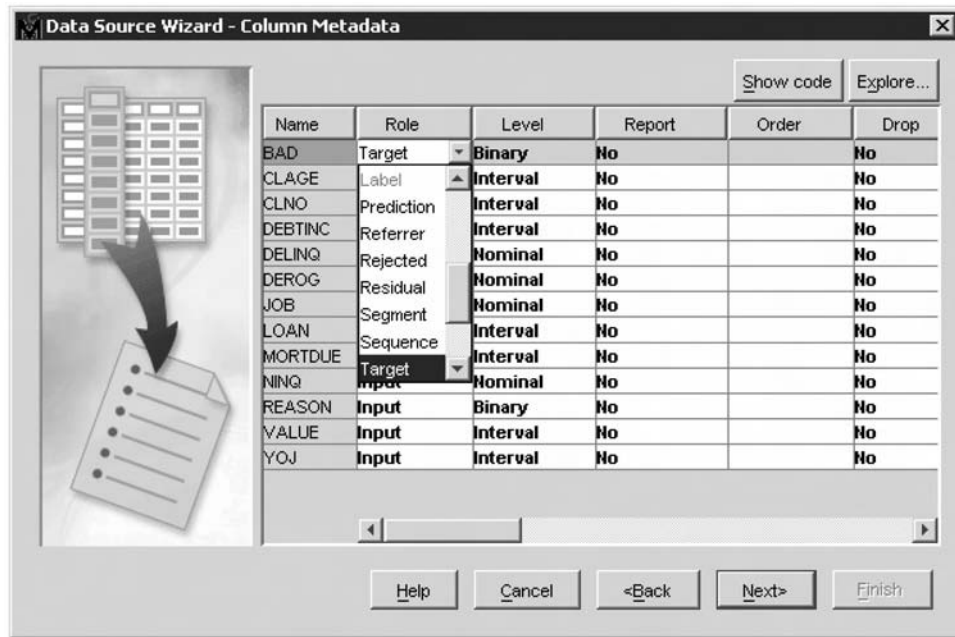 Data Source Wizard - Column Metadata
Show code Explore...
Name Role Level Report Order Drop
BAD Target Binary No No
CLAGE Label Interval No No
CLNO Prediction Interval No No
DEBTINC Referrer Interval No No
DELINQ Rejected Nominal No No
DEROG Residual Nominal No No
JOB Segment Nominal No No
LOAN Sequence Interval No No
MORTDUE Target Interval No No
NINQ Input Nominal No No
REASON Input Binary No No
VALUE Input Interval No No
YOJ Input Interval No No
Help Cancel <Back Next> Finish